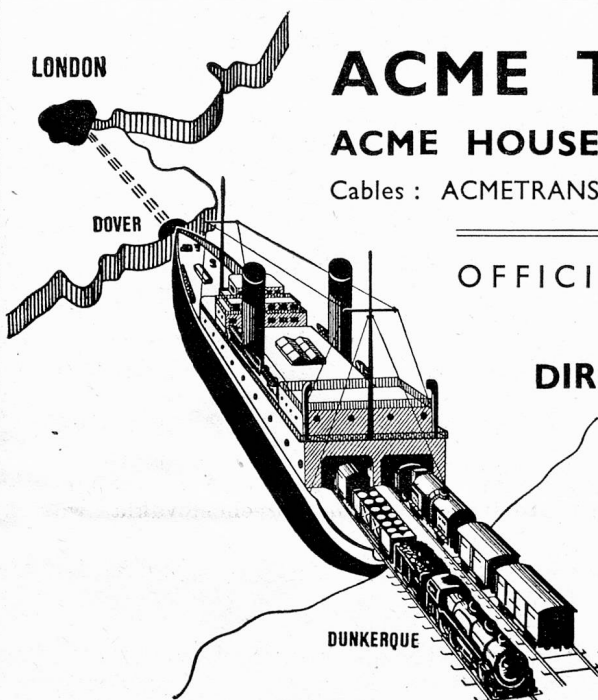 LONDON
ACME T
ACME HOUSE
Cables : ACMETRANS
DOVER
OFFICI
DIR
DUNKERQUE